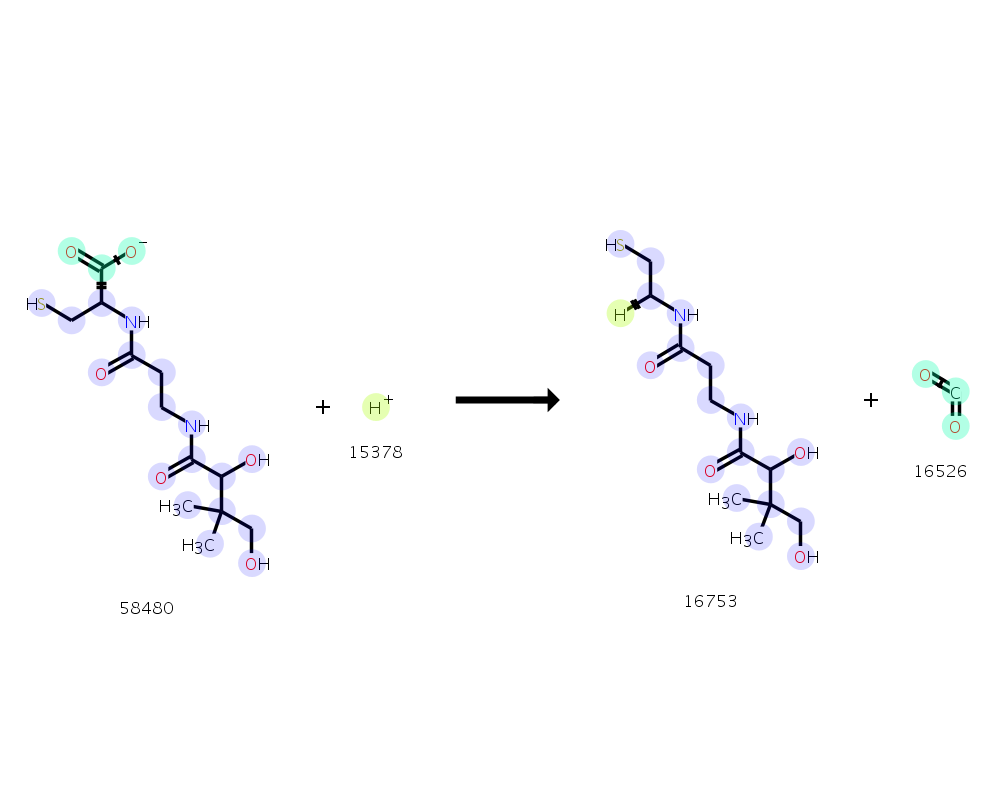 O O⁻
HS
NH
O
NH
O OH
H₃C
H₃C
OH
58480
+
H⁺
15378
HS
H NH
O
NH
O OH
H₃C
H₃C
OH
16753
+
O
C
O
16526